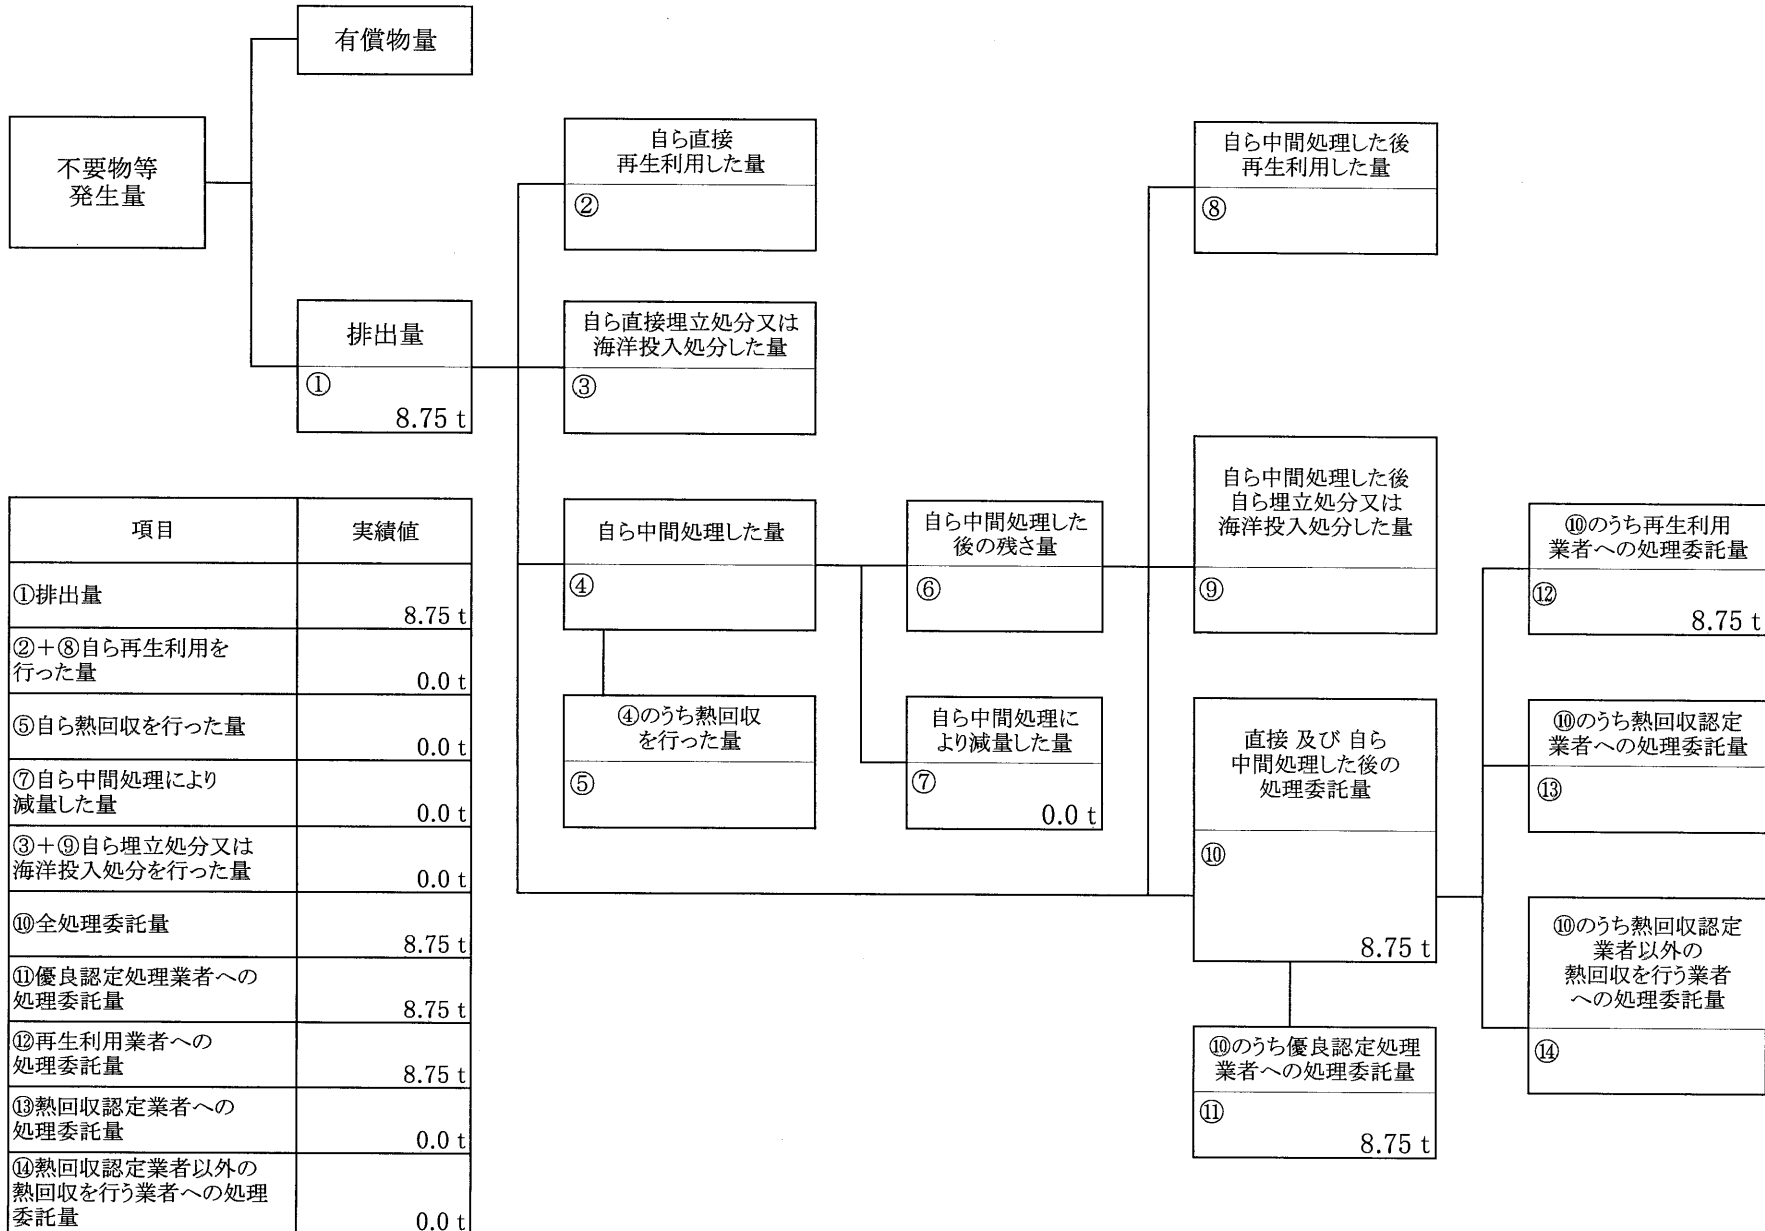 有償物量
不要物等
発生量
排出量
①
8.75 t
自ら直接
再生利用した量
②
自ら直接埋立処分又は
海洋投入処分した量
③
自ら中間処理した量
④
④のうち熱回収
を行った量
⑤
自ら中間処理した
後の残さ量
⑥
自ら中間処理に
より減量した量
⑦
0.0 t
自ら中間処理した後
再生利用した量
⑧
自ら中間処理した後
自ら埋立処分又は
海洋投入処分した量
⑨
直接 及び 自ら
中間処理した後の
処理委託量
⑩
8.75 t
⑩のうち優良認定処理
業者への処理委託量
⑪
8.75 t
⑩のうち再生利用
業者への処理委託量
⑫
8.75 t
⑩のうち熱回収認定
業者への処理委託量
⑬
⑩のうち熱回収認定
業者以外の
熱回収を行う業者
への処理委託量
⑭
項目 実績値
①排出量
8.75 t
②+⑧自ら再生利用を
行った量
0.0 t
⑤自ら熱回収を行った量
0.0 t
⑦自ら中間処理により
減量した量
0.0 t
③+⑨自ら埋立処分又は
海洋投入処分を行った量
0.0 t
⑩全処理委託量
8.75 t
⑪優良認定処理業者への
処理委託量
8.75 t
⑫再生利用業者への
処理委託量
8.75 t
⑬熱回収認定業者への
処理委託量
0.0 t
⑭熱回収認定業者以外の
熱回収を行う業者への処理
委託量
0.0 t